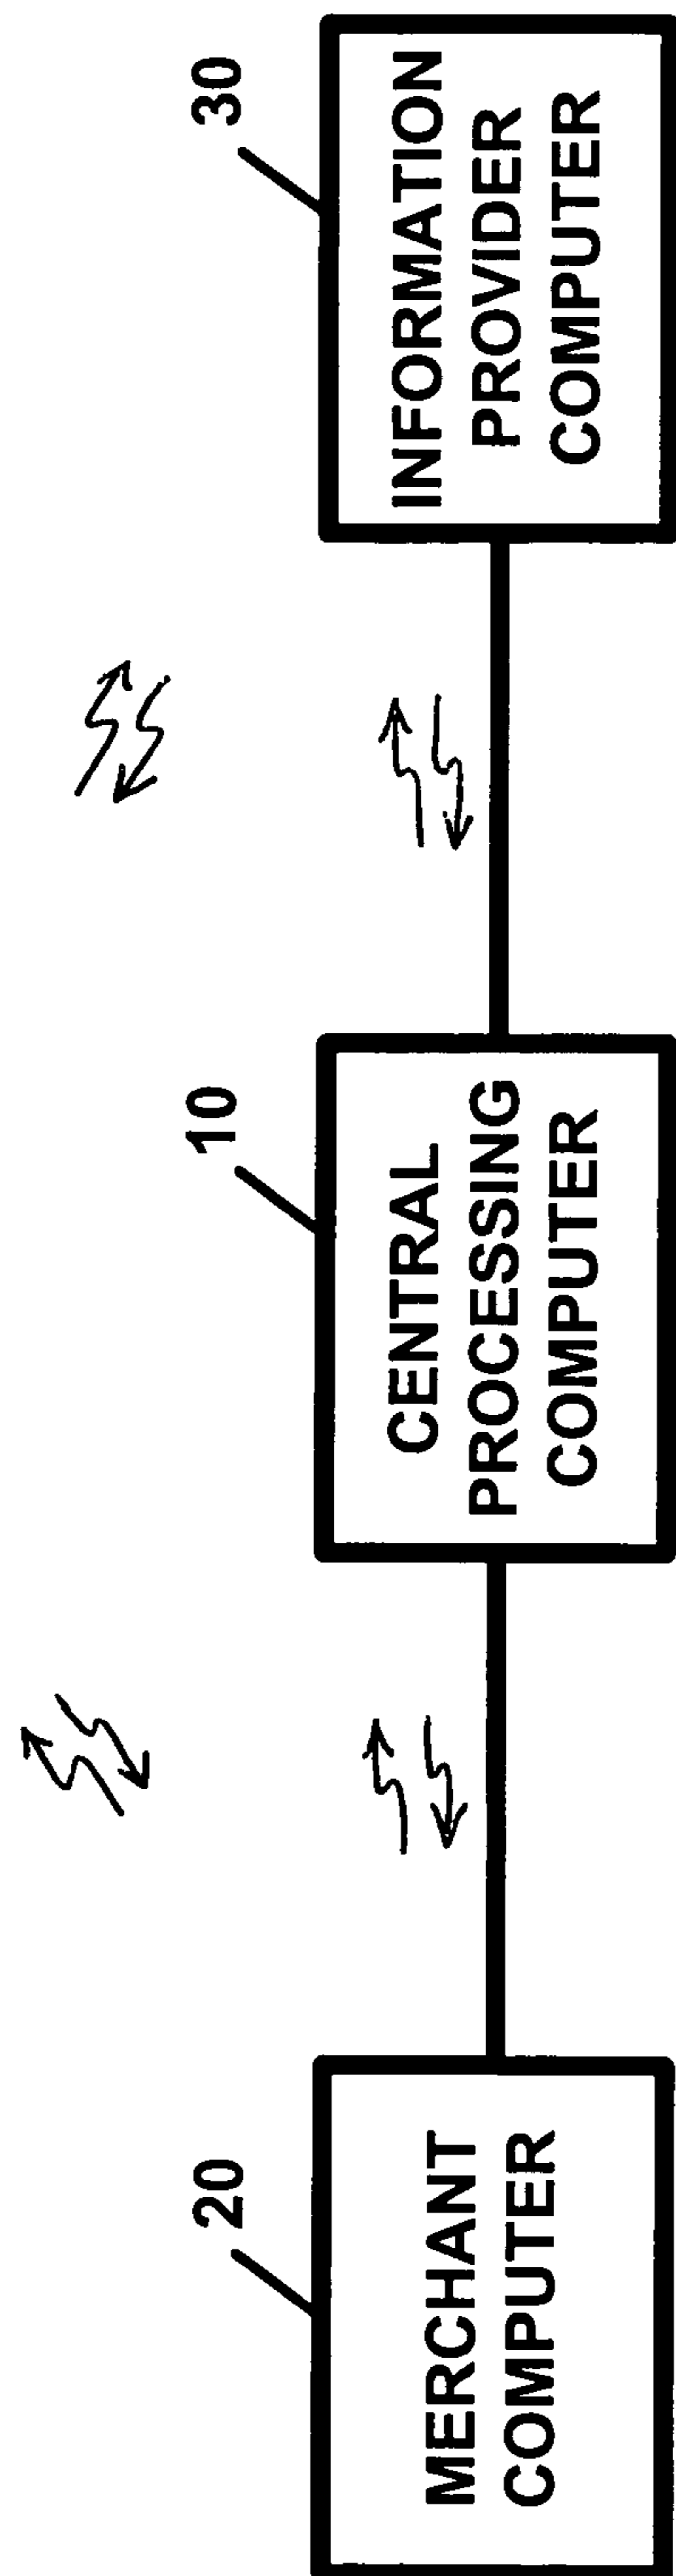 20
MERCHANT
COMPUTER
10
CENTRAL
PROCESSING
COMPUTER
30
INFORMATION
PROVIDER
COMPUTER